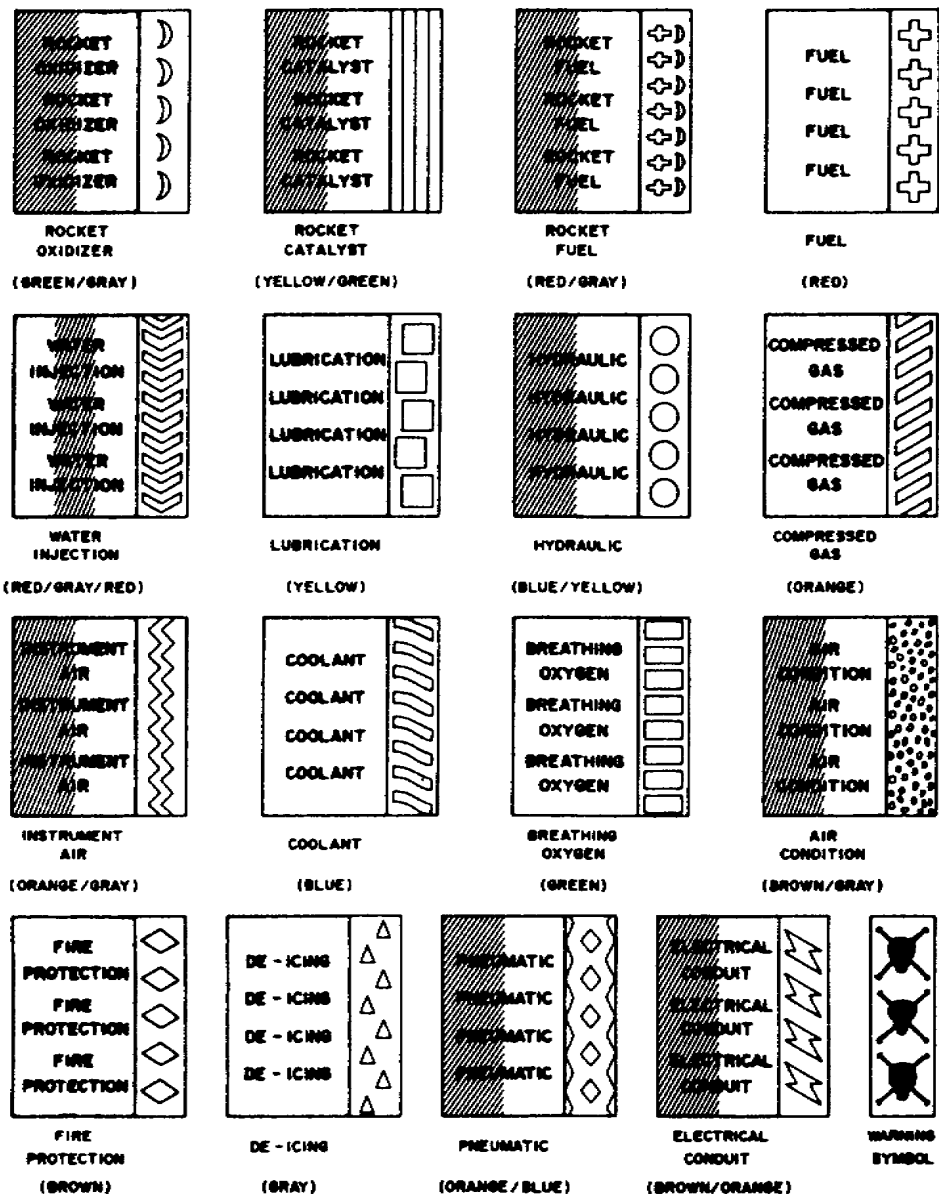 ROCKET
OXIDIZER
ROCKET
OXIDIZER
ROCKET
OXIDIZER
ROCKET
OXIDIZER
(GREEN/GRAY)
ROCKET
CATALYST
ROCKET
CATALYST
ROCKET
CATALYST
ROCKET
CATALYST
(YELLOW/GREEN)
ROCKET
FUEL
ROCKET
FUEL
ROCKET
FUEL
ROCKET
FUEL
(RED/GRAY)
FUEL
FUEL
FUEL
FUEL
FUEL
(RED)
WATER
INJECTION
WATER
INJECTION
WATER
INJECTION
WATER
INJECTION
(RED/GRAY/RED)
LUBRICATION
LUBRICATION
LUBRICATION
LUBRICATION
LUBRICATION
(YELLOW)
HYDRAULIC
HYDRAULIC
HYDRAULIC
HYDRAULIC
HYDRAULIC
(BLUE/YELLOW)
COMPRESSED
GAS
COMPRESSED
GAS
COMPRESSED
GAS
COMPRESSED
GAS
(ORANGE)
INSTRUMENT
AIR
INSTRUMENT
AIR
INSTRUMENT
AIR
INSTRUMENT
AIR
(ORANGE/GRAY)
COOLANT
COOLANT
COOLANT
COOLANT
COOLANT
(BLUE)
BREATHING
OXYGEN
BREATHING
OXYGEN
BREATHING
OXYGEN
BREATHING
OXYGEN
(GREEN)
AIR
CONDITION
AIR
CONDITION
AIR
CONDITION
AIR
CONDITION
(BROWN/GRAY)
FIRE
PROTECTION
FIRE
PROTECTION
FIRE
PROTECTION
FIRE
PROTECTION
(BROWN)
DE-ICING
DE-ICING
DE-ICING
DE-ICING
DE-ICING
(GRAY)
PNEUMATIC
PNEUMATIC
PNEUMATIC
PNEUMATIC
PNEUMATIC
(ORANGE/BLUE)
ELECTRICAL
CONDUIT
ELECTRICAL
CONDUIT
ELECTRICAL
CONDUIT
ELECTRICAL
CONDUIT
(BROWN/ORANGE)
WARNING
SYMBOL